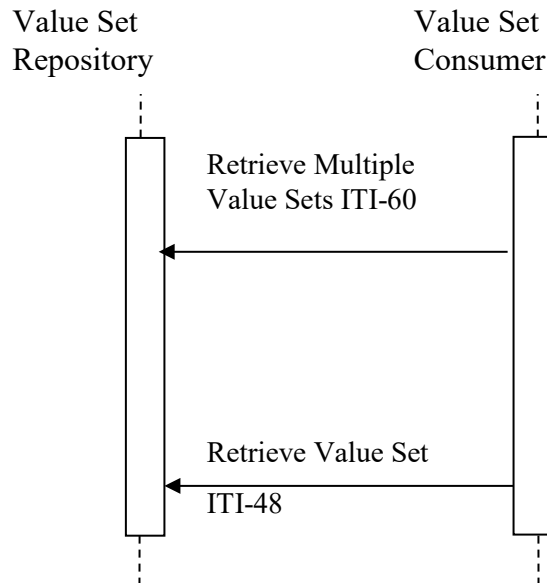 Value Set
Repository
Value Set
Consumer
Retrieve Multiple
Value Sets ITI-60
Retrieve Value Set
ITI-48